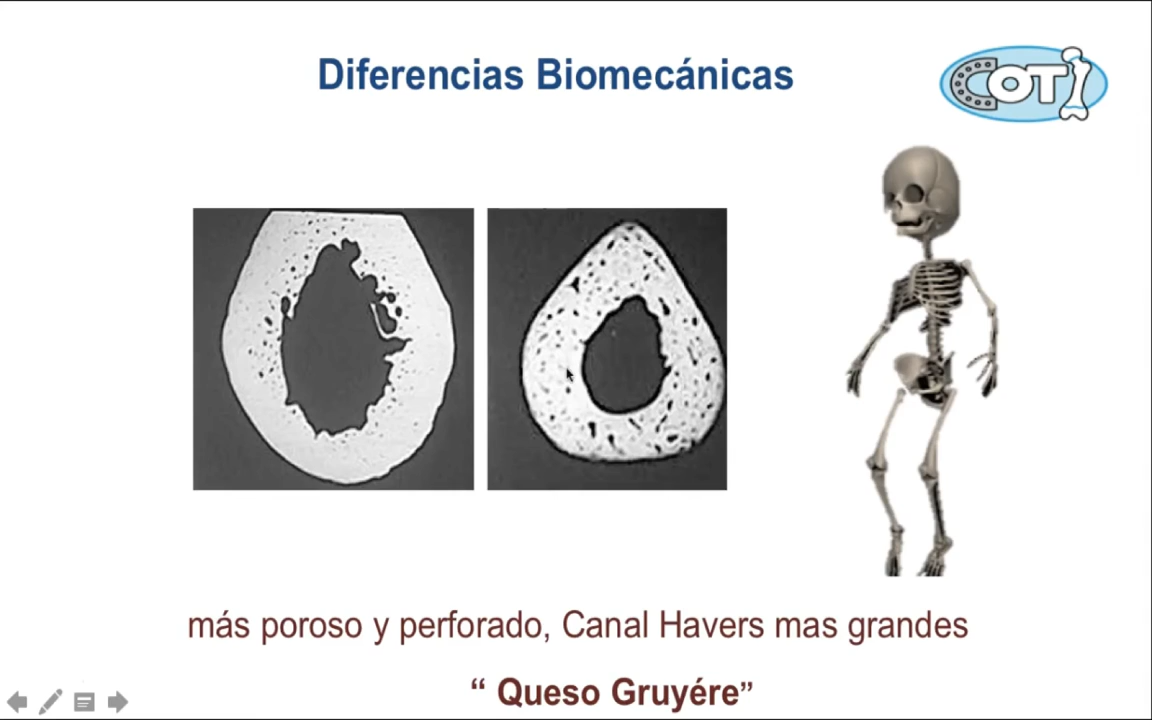 Diferencias Biomecánicas
COT
más poroso y perforado, Canal Havers mas grandes
“ Queso Gruyére”